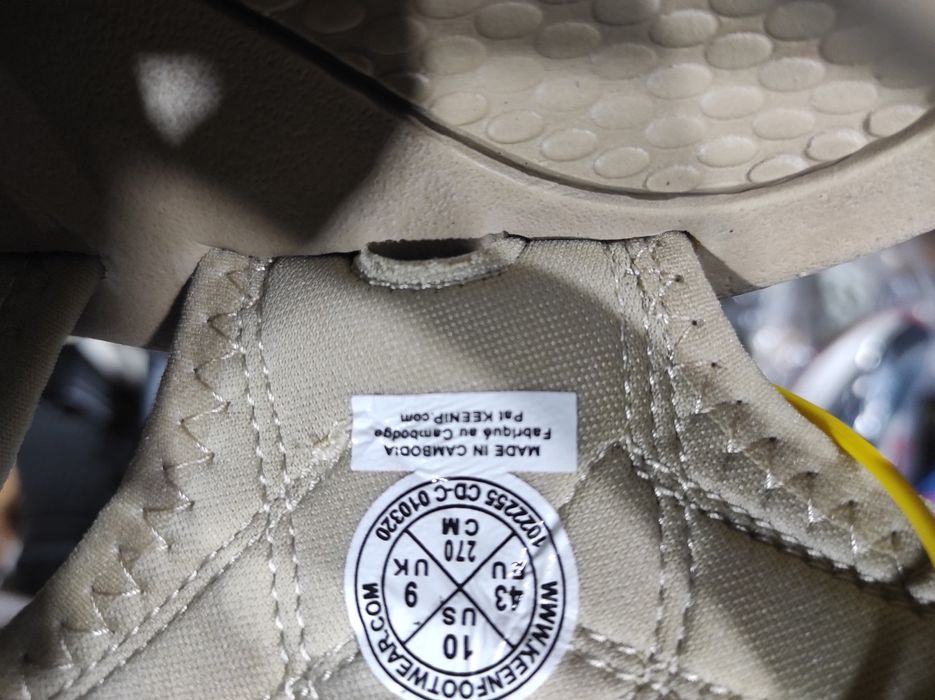 MADE IN CAMBODIA
Fabriqué au Cambodge
Pat KEENIP.com
WWW.KEENFOOTWEAR.COM
10
US
43
EU
9
UK
270
CM
1022255 CD-C 010320